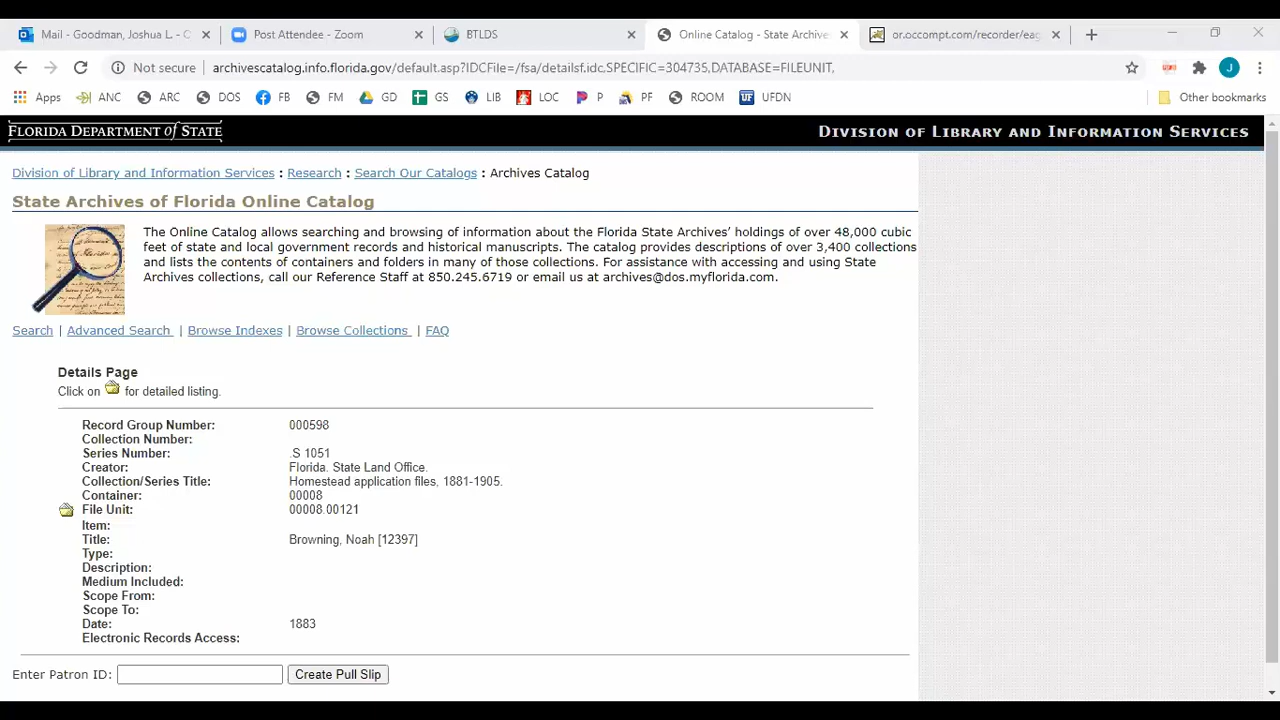 Mail - Goodman, Joshua L. - C
Post Attendee - Zoom
BTLDS
Online Catalog - State Archive
or.occompt.com/recorder/eag
Not secure archivescatalog.info.florida.gov/default.asp?IDCFile=/fsa/detailsf.idc,SPECIFIC=304735,DATABASE=FILEUNIT,
J
Apps ANC ARC DOS FB FM GD GS LIB LOC P PF ROOM UFDN Other bookmarks
FLORIDA DEPARTMENT of STATE
DIVISION OF LIBRARY AND INFORMATION SERVICES
Division of Library and Information Services : Research : Search Our Catalogs : Archives Catalog
State Archives of Florida Online Catalog
The Online Catalog allows searching and browsing of information about the Florida State Archives' holdings of over 48,000 cubic
feet of state and local government records and historical manuscripts. The catalog provides descriptions of over 3,400 collections
and lists the contents of containers and folders in many of those collections. For assistance with accessing and using State
Archives collections, call our Reference Staff at 850.245.6719 or email us at archives@dos.myflorida.com.
Search | Advanced Search | Browse Indexes | Browse Collections | FAQ
Details Page
Click on for detailed listing.
Record Group Number: 000598
Collection Number:
Series Number: .S 1051
Creator: Florida. State Land Office.
Collection/Series Title: Homestead application files, 1881-1905.
Container: 00008
File Unit: 00008.00121
Item:
Title: Browning, Noah [12397]
Type:
Description:
Medium Included:
Scope From:
Scope To:
Date: 1883
Electronic Records Access:
Enter Patron ID: Create Pull Slip